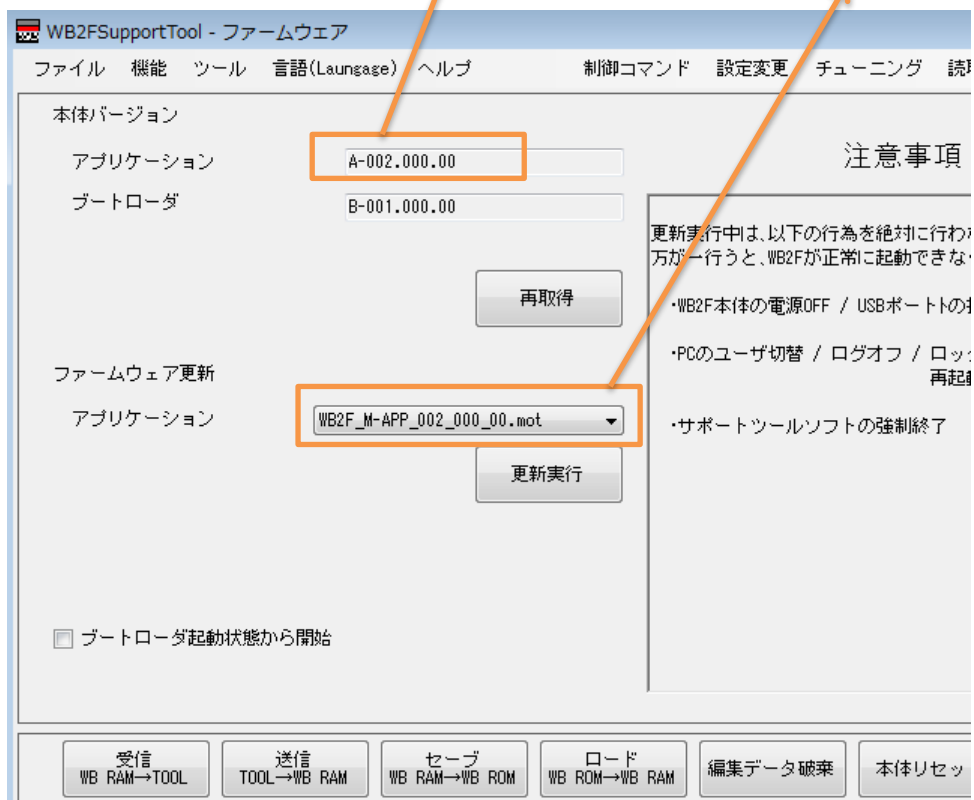 WB2FSupportTool - ファームウェア
ファイル 機能 ツール 言語(Laungage) ヘルプ 制御コマンド 設定変更 チューニング 読取
本体バージョン
アプリケーション A-002.000.00
ブートローダ B-001.000.00
再取得
ファームウェア更新
アプリケーション WB2F_M-APP_002_000_00.mot
更新実行
ブートローダ起動状態から開始
注意事項
更新実行中は、以下の行為を絶対に行わ
万が一行うと、WB2Fが正常に起動できな
・WB2F本体の電源OFF / USBポートトの
・PCのユーザ切替 / ログオフ / ロッ
再起
・サポートツールソフトの強制終了
受信
WB RAM→TOOL
送信
TOOL→WB RAM
セーブ
WB RAM→WB ROM
ロード
WB ROM→WB RAM
編集データ破棄
本体リセッ